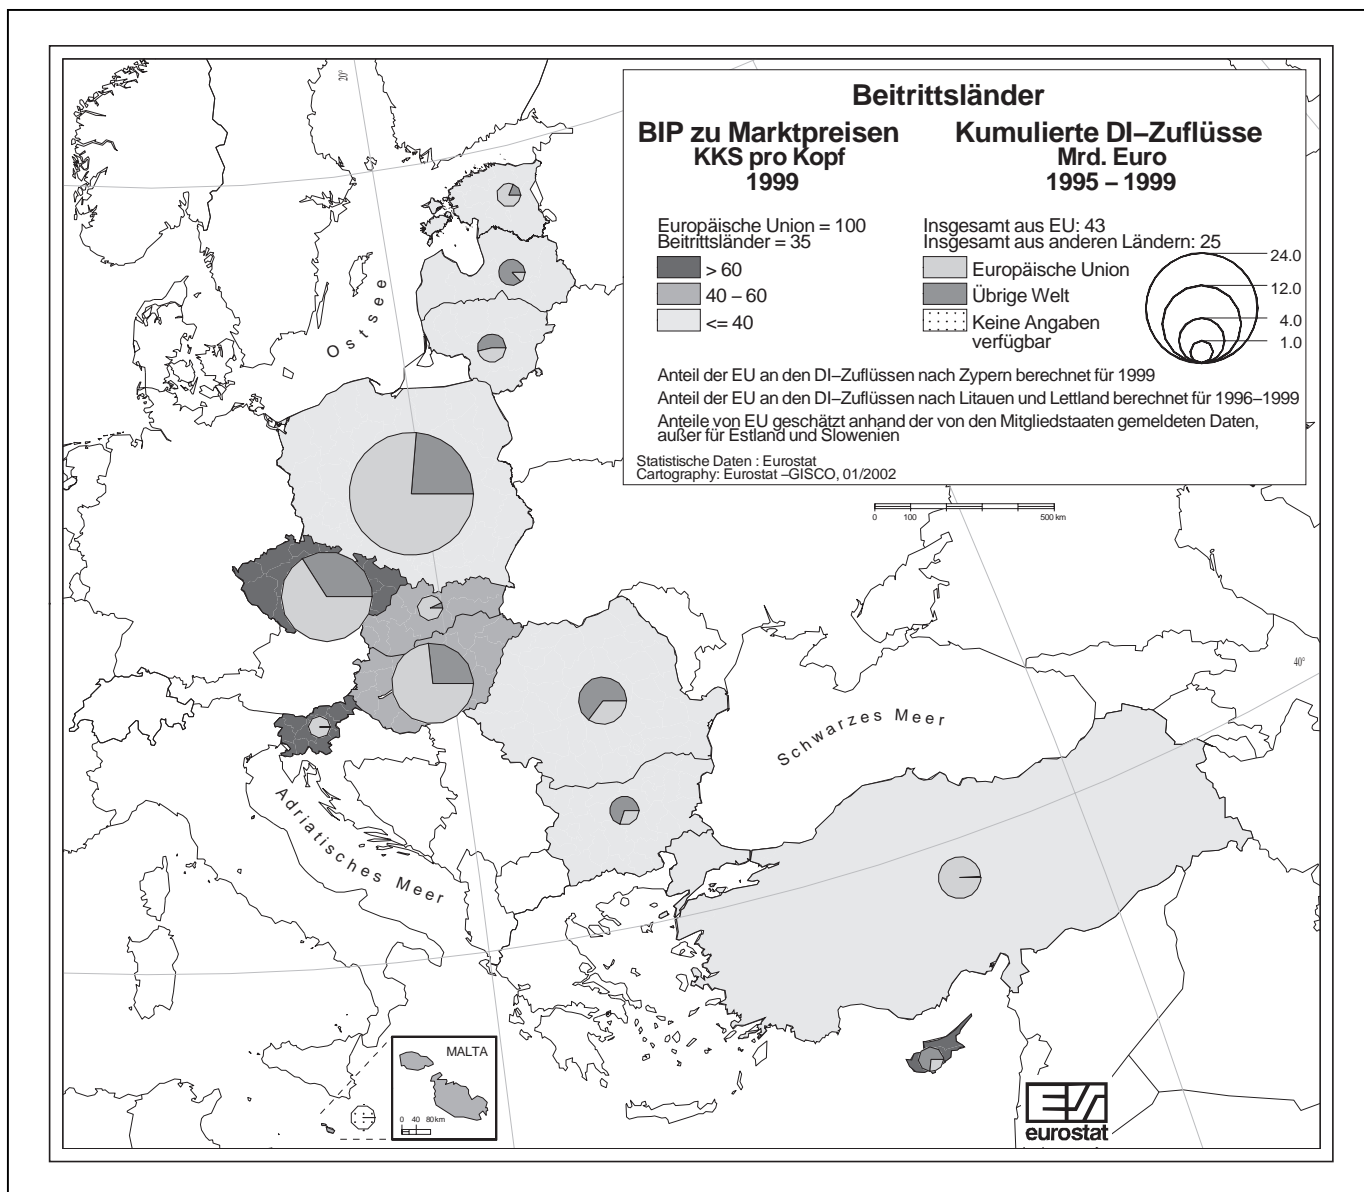 Beitrittsländer
BIP zu Marktpreisen
KKS pro Kopf
1999
Kumulierte DI–Zuflüsse
Mrd. Euro
1995 – 1999
Europäische Union = 100
Beitrittsländer = 35
> 60
40 – 60
<= 40
Insgesamt aus EU: 43
Insgesamt aus anderen Ländern: 25
Europäische Union
Übrige Welt
Keine Angaben
verfügbar
24.0
12.0
4.0
1.0
Anteil der EU an den DI–Zuflüssen nach Zypern berechnet für 1999
Anteil der EU an den DI–Zuflüssen nach Litauen und Lettland berechnet für 1996–1999
Anteile von EU geschätzt anhand der von den Mitgliedstaaten gemeldeten Daten,
außer für Estland und Slowenien
Statistische Daten : Eurostat
Cartography: Eurostat –GISCO, 01/2002
0 100 500 km
20°
Ostsee
40°
Schwarzes Meer
Adriatisches Meer
MALTA
0 40 80 km
eurostat